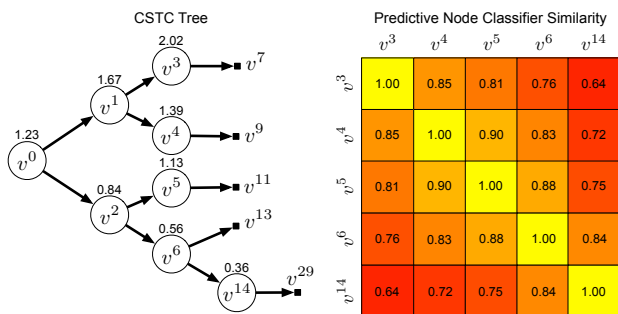 CSTC Tree
2.02
v³
v⁷
1.67
v¹
1.39
v⁴
v⁹
1.23
v⁰
1.13
v⁵
v¹¹
0.84
v²
v¹³
0.56
v⁶
0.36
v¹⁴
v²⁹
Predictive Node Classifier Similarity
v³ v⁴ v⁵ v⁶ v¹⁴
v³ 1.00 0.85 0.81 0.76 0.64
v⁴ 0.85 1.00 0.90 0.83 0.72
v⁵ 0.81 0.90 1.00 0.88 0.75
v⁶ 0.76 0.83 0.88 1.00 0.84
v¹⁴ 0.64 0.72 0.75 0.84 1.00